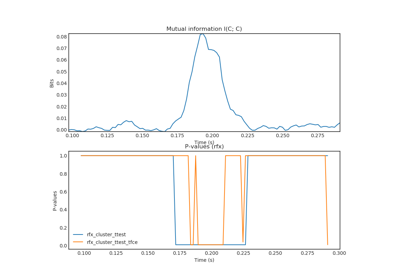 Mutual information I(C; C)
0.08
0.07
0.06
0.05
0.04
0.03
0.02
0.01
0.00
Bits
0.100 0.125 0.150 0.175 0.200 0.225 0.250 0.275
Time (s)
P-values (rfx)
1.0
0.8
0.6
0.4
0.2
0.0
P-values
rfx_cluster_ttest
rfx_cluster_ttest_tfce
0.100 0.125 0.150 0.175 0.200 0.225 0.250 0.275 0.300
Time (s)